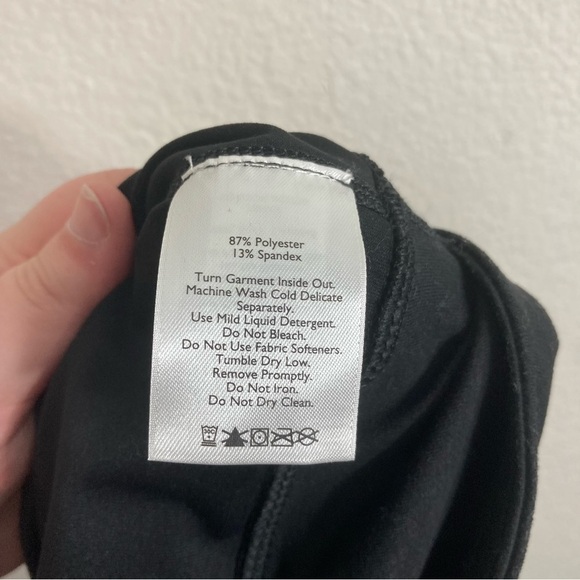 87% Polyester
13% Spandex
Turn Garment Inside Out.
Machine Wash Cold Delicate
Separately.
Use Mild Liquid Detergent.
Do Not Bleach.
Do Not Use Fabric Softeners.
Tumble Dry Low.
Remove Promptly.
Do Not Iron.
Do Not Dry Clean.
30C